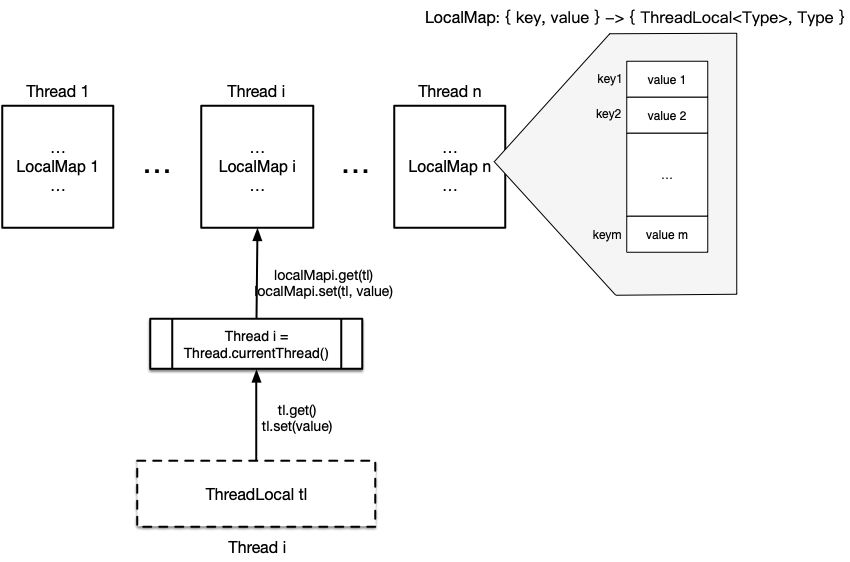 LocalMap: { key, value } –> { ThreadLocal<Type>, Type }
Thread 1
Thread i
Thread n
...
LocalMap 1
...
...
...
LocalMap i
...
...
...
LocalMap n
...
key1
value 1
key2
value 2
...
keym
value m
localMapi.get(tl)
localMapi.set(tl, value)
Thread i =
Thread.currentThread()
tl.get()
tl.set(value)
ThreadLocal tl
Thread i